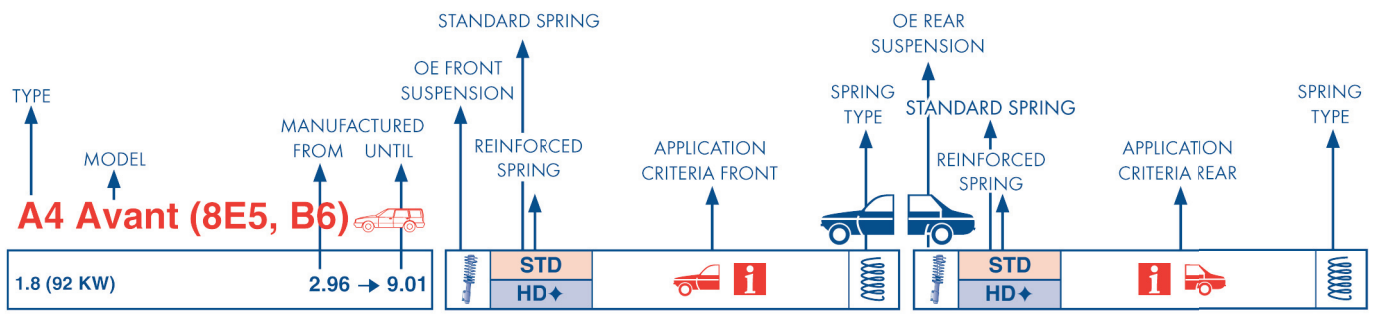 STANDARD SPRING
OE REAR
SUSPENSION
OE FRONT
SUSPENSION
TYPE
SPRING
TYPE
STANDARD SPRING
SPRING
TYPE
MANUFACTURED
FROM UNTIL
MODEL
REINFORCED
SPRING
APPLICATION
CRITERIA FRONT
REINFORCED
SPRING
APPLICATION
CRITERIA REAR
A4 Avant (8E5, B6)
1.8 (92 KW) 2.96 → 9.01
STD
HD✦
i
STD
HD✦
i